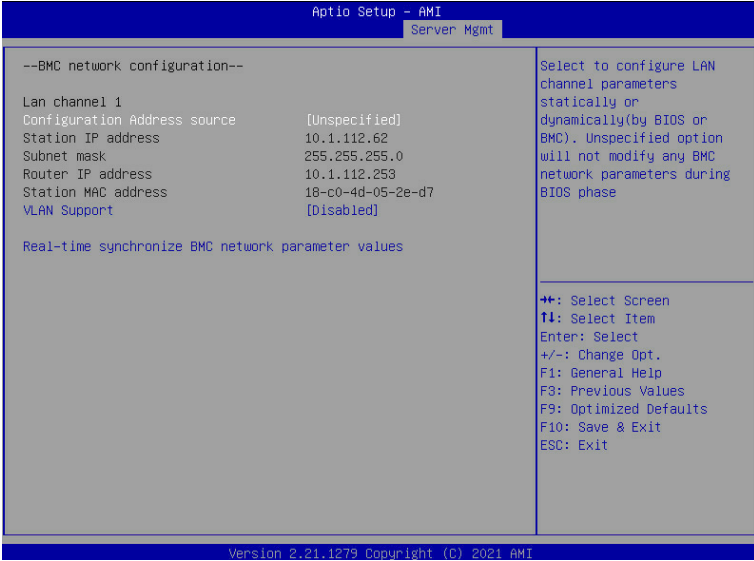 Aptio Setup – AMI
Server Mgmt
--BMC network configuration--
Lan channel 1
Configuration Address source [Unspecified]
Station IP address 10.1.112.62
Subnet mask 255.255.255.0
Router IP address 10.1.112.253
Station MAC address 18-c0-4d-05-2e-d7
VLAN Support [Disabled]
Real-time synchronize BMC network parameter values
Select to configure LAN
channel parameters
statically or
dynamically(by BIOS or
BMC). Unspecified option
will not modify any BMC
network parameters during
BIOS phase
→←: Select Screen
↑↓: Select Item
Enter: Select
+/-: Change Opt.
F1: General Help
F3: Previous Values
F9: Optimized Defaults
F10: Save & Exit
ESC: Exit
Version 2.21.1279 Copyright (C) 2021 AMI